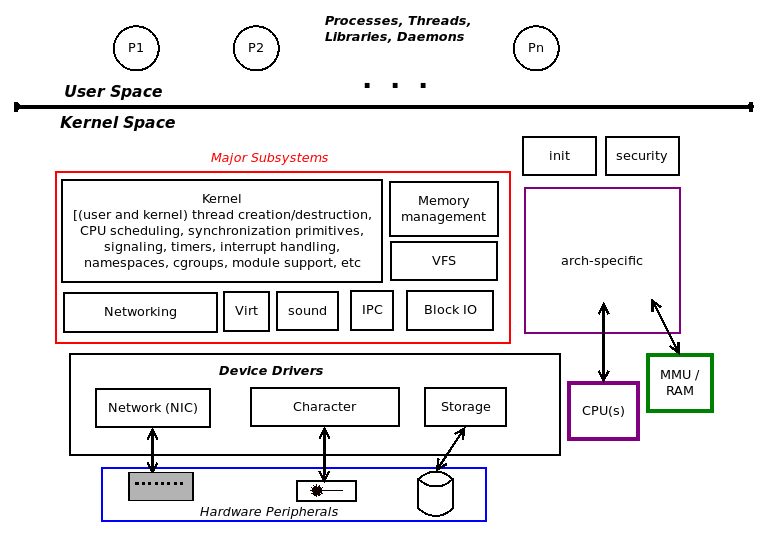 Processes, Threads,
Libraries, Daemons
P1
P2
Pn
. . .
User Space
Kernel Space
init
security
Major Subsystems
Kernel
[(user and kernel) thread creation/destruction,
CPU scheduling, synchronization primitives,
signaling, timers, interrupt handling,
namespaces, cgroups, module support, etc
Memory
management
VFS
arch-specific
Networking
Virt
sound
IPC
Block IO
Device Drivers
Network (NIC)
Character
Storage
CPU(s)
MMU /
RAM
Hardware Peripherals